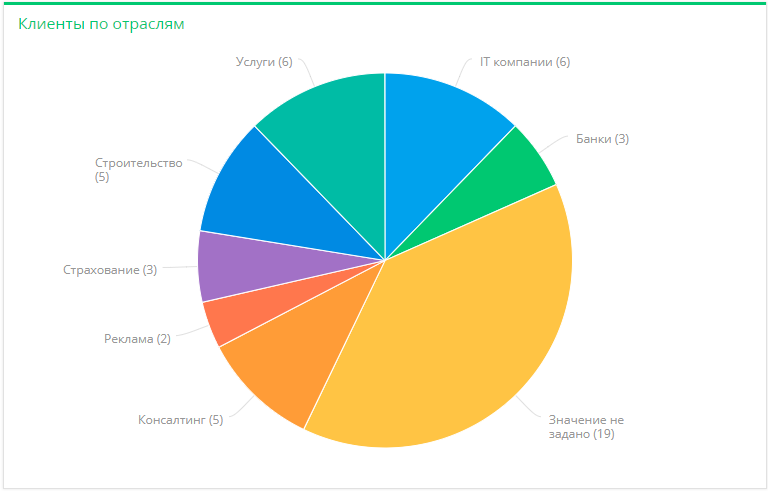 Клиенты по отраслям
Услуги (6)
IT компании (6)
Банки (3)
Строительство
(5)
Страхование (3)
Реклама (2)
Консалтинг (5)
Значение не
задано (19)